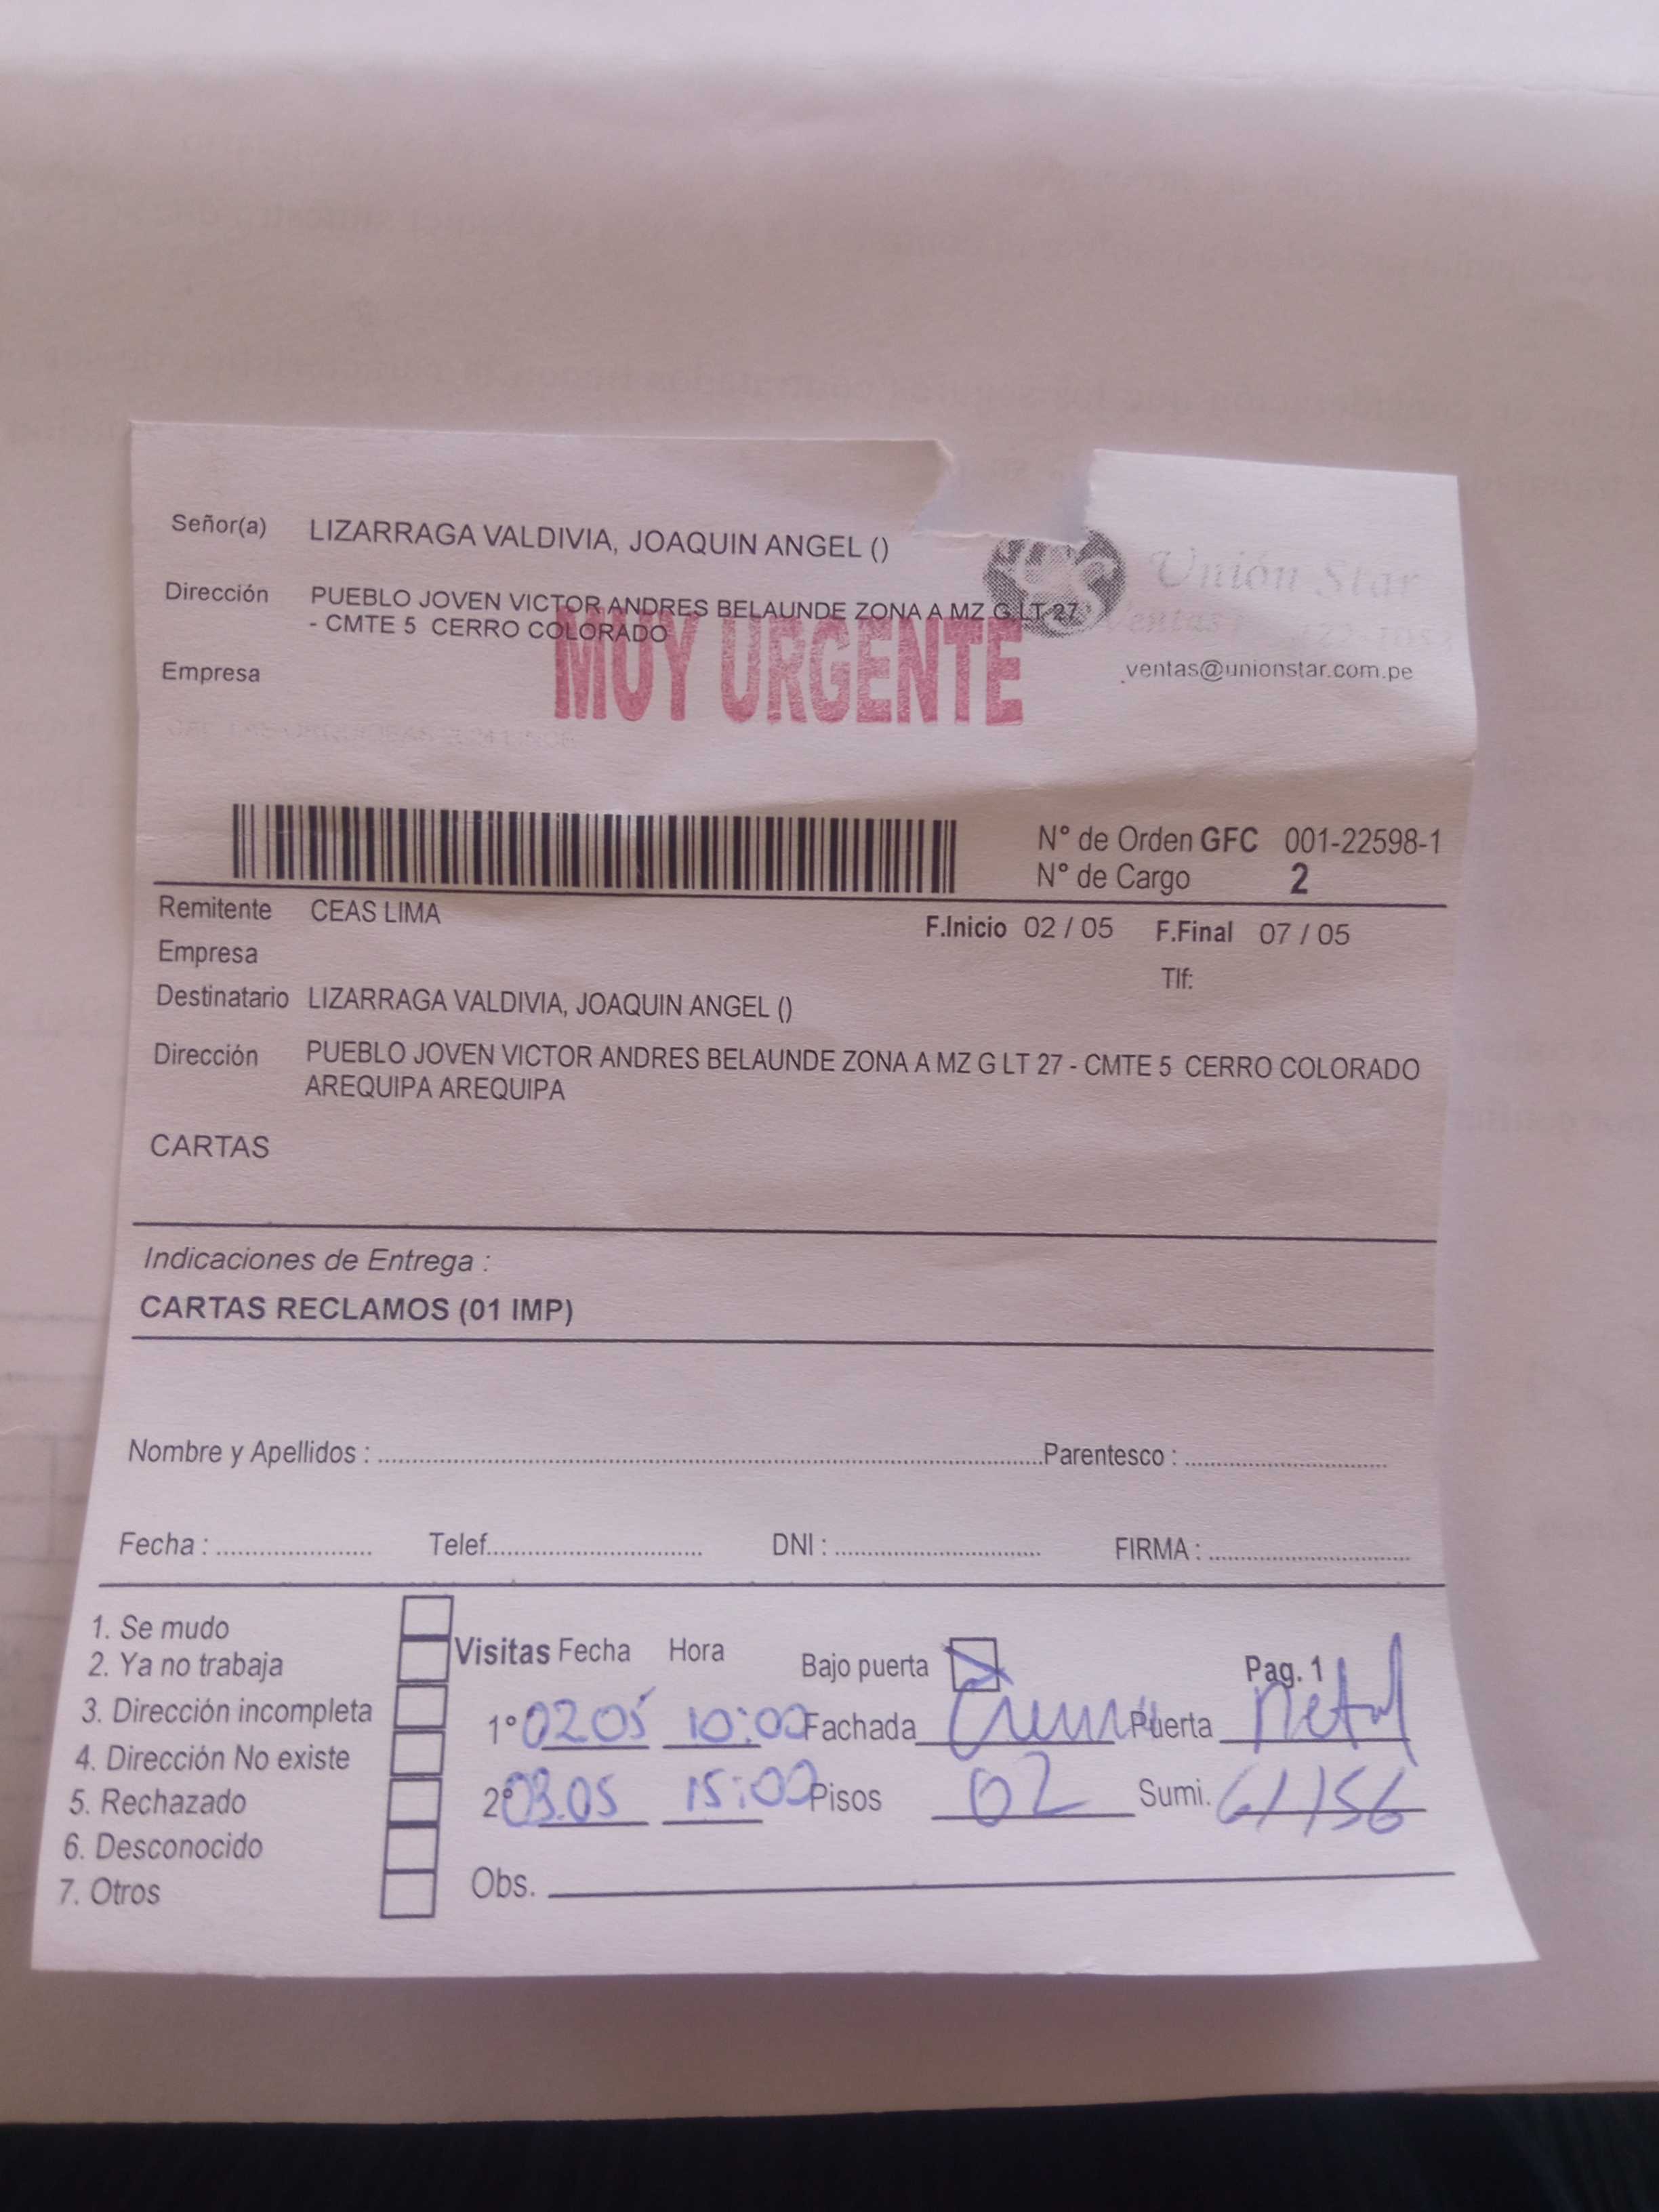 Señor(a) LIZARRAGA VALDIVIA, JOAQUIN ANGEL ()
Unión Star
Dirección PUEBLO JOVEN VICTOR ANDRES BELAUNDE ZONA A MZ G LT 27
- CMTE 5 CERRO COLORADO
MUY URGENTE
Ventas
ventas@unionstar.com.pe
Empresa
N° de Orden GFC 001-22598-1
N° de Cargo 2
Remitente CEAS LIMA
F.Inicio 02 / 05 F.Final 07 / 05
Empresa
Tlf:
Destinatario LIZARRAGA VALDIVIA, JOAQUIN ANGEL ()
Dirección PUEBLO JOVEN VICTOR ANDRES BELAUNDE ZONA A MZ G LT 27 - CMTE 5 CERRO COLORADO
AREQUIPA AREQUIPA
CARTAS
Indicaciones de Entrega :
CARTAS RECLAMOS (01 IMP)
Nombre y Apellidos : Parentesco :
Fecha : Telef. DNI : FIRMA :
1. Se mudo
2. Ya no trabaja
3. Dirección incompleta
4. Dirección No existe
5. Rechazado
6. Desconocido
7. Otros
Visitas Fecha Hora Bajo puerta Pag. 1
1° 02.05 10:00 Fachada Puerta Metal
2° 03.05 15:00 Pisos 02 Sumi. 61156
Obs.